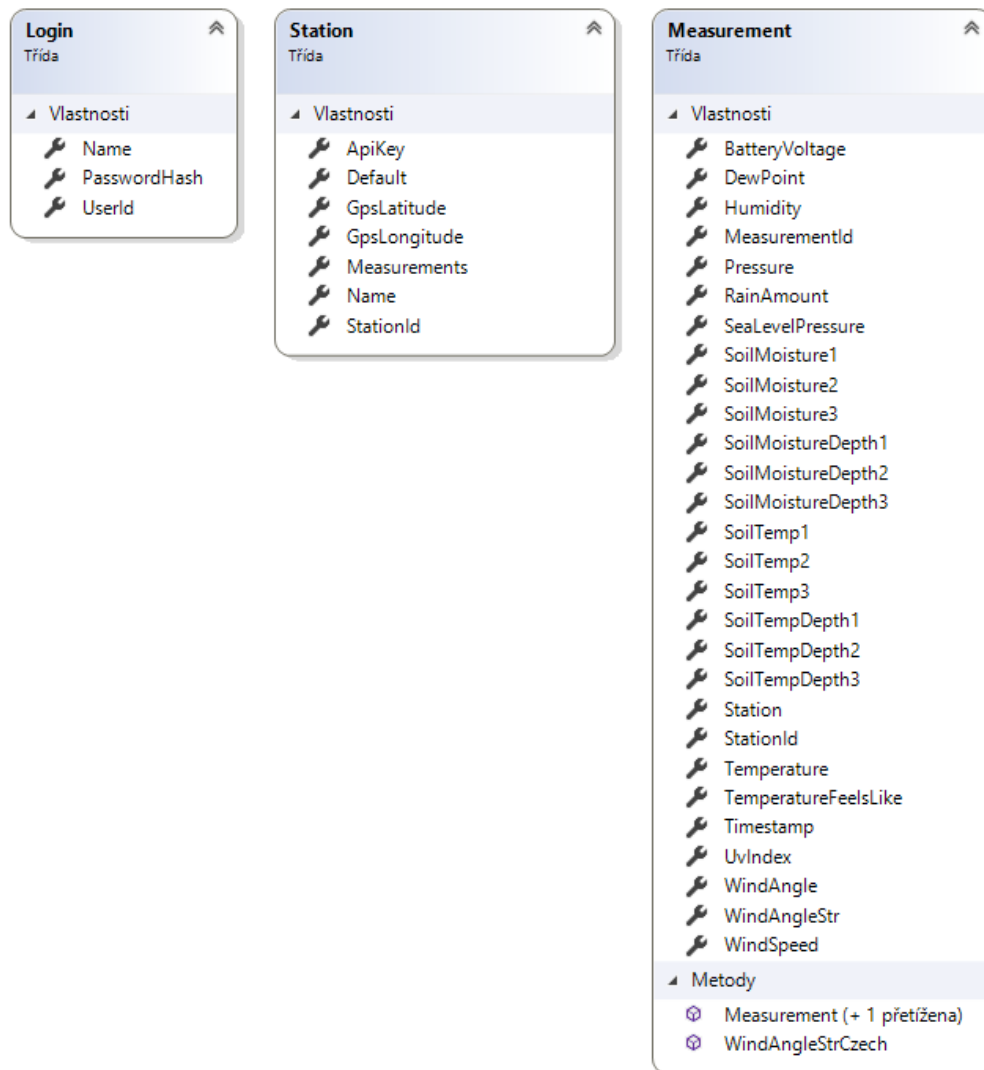 Login
Třída
Vlastnosti
Name
PasswordHash
UserId
Station
Třída
Vlastnosti
ApiKey
Default
GpsLatitude
GpsLongitude
Measurements
Name
StationId
Measurement
Třída
Vlastnosti
BatteryVoltage
DewPoint
Humidity
MeasurementId
Pressure
RainAmount
SeaLevelPressure
SoilMoisture1
SoilMoisture2
SoilMoisture3
SoilMoistureDepth1
SoilMoistureDepth2
SoilMoistureDepth3
SoilTemp1
SoilTemp2
SoilTemp3
SoilTempDepth1
SoilTempDepth2
SoilTempDepth3
Station
StationId
Temperature
TemperatureFeelsLike
Timestamp
UvIndex
WindAngle
WindAngleStr
WindSpeed
Metody
Measurement (+ 1 přetížena)
WindAngleStrCzech